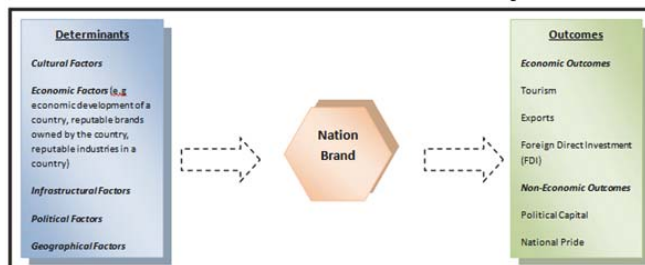 Determinants
Cultural Factors
Economic Factors (e.g
economic development of a
country, reputable brands
owned by the country,
reputable industries in a
country)
Infrastructural Factors
Political Factors
Geographical Factors
Nation
Brand
Outcomes
Economic Outcomes
Tourism
Exports
Foreign Direct Investment
(FDI)
Non-Economic Outcomes
Political Capital
National Pride